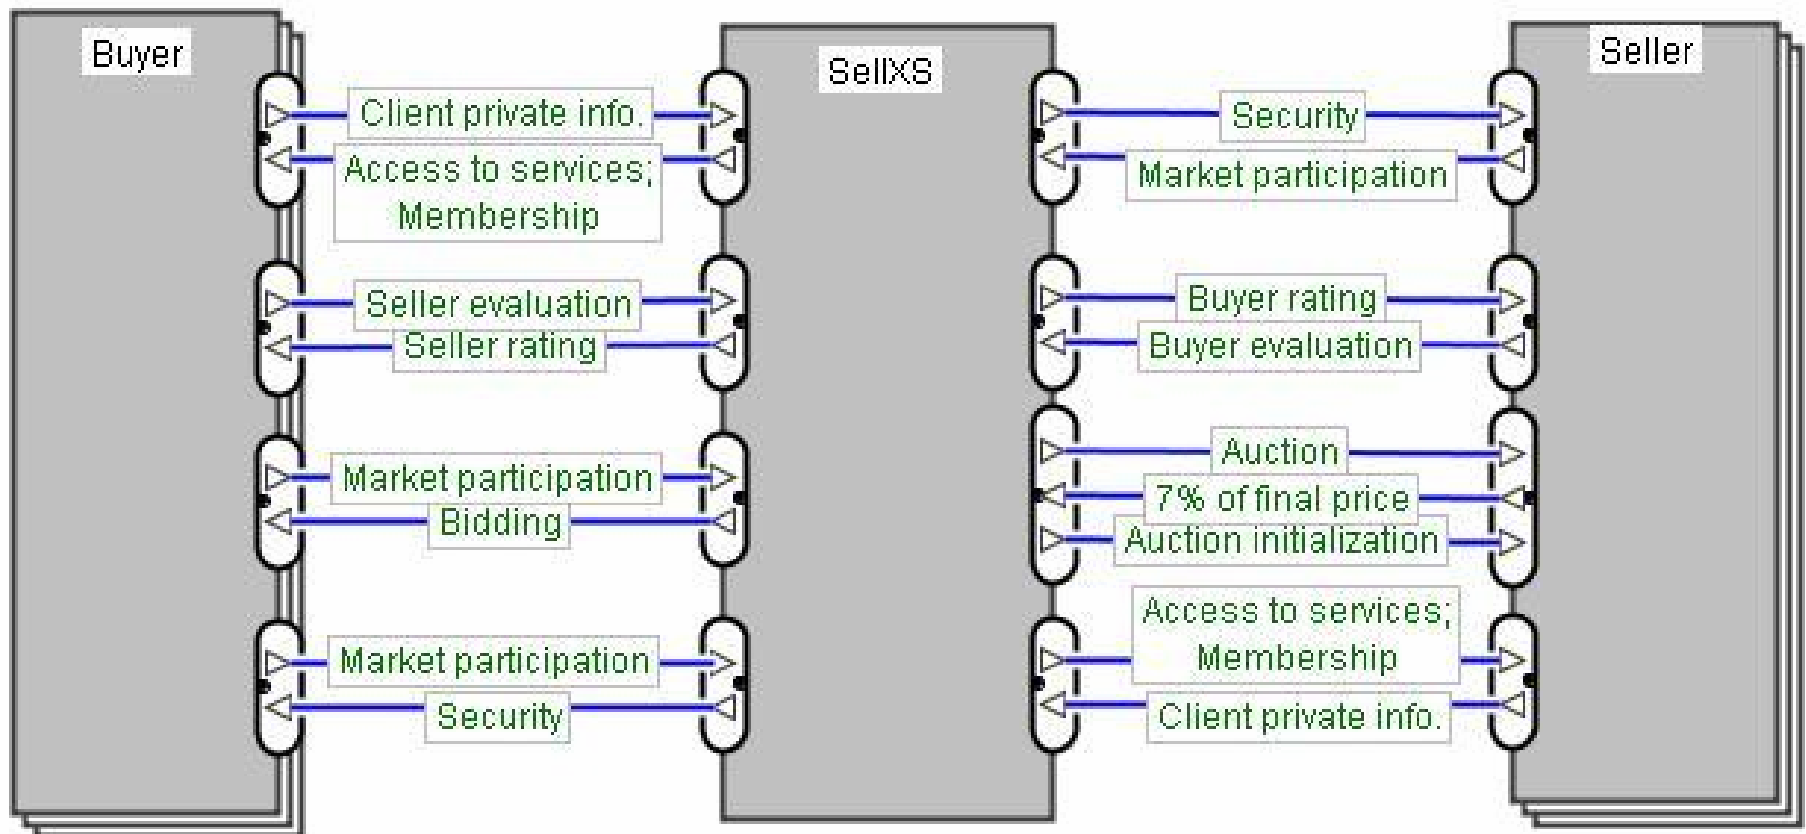 Buyer
SellXS
Seller
Client private info.
Access to services;
Membership
Seller evaluation
Seller rating
Market participation
Bidding
Market participation
Security
Security
Market participation
Buyer rating
Buyer evaluation
Auction
7% of final price
Auction initialization
Access to services;
Membership
Client private info.